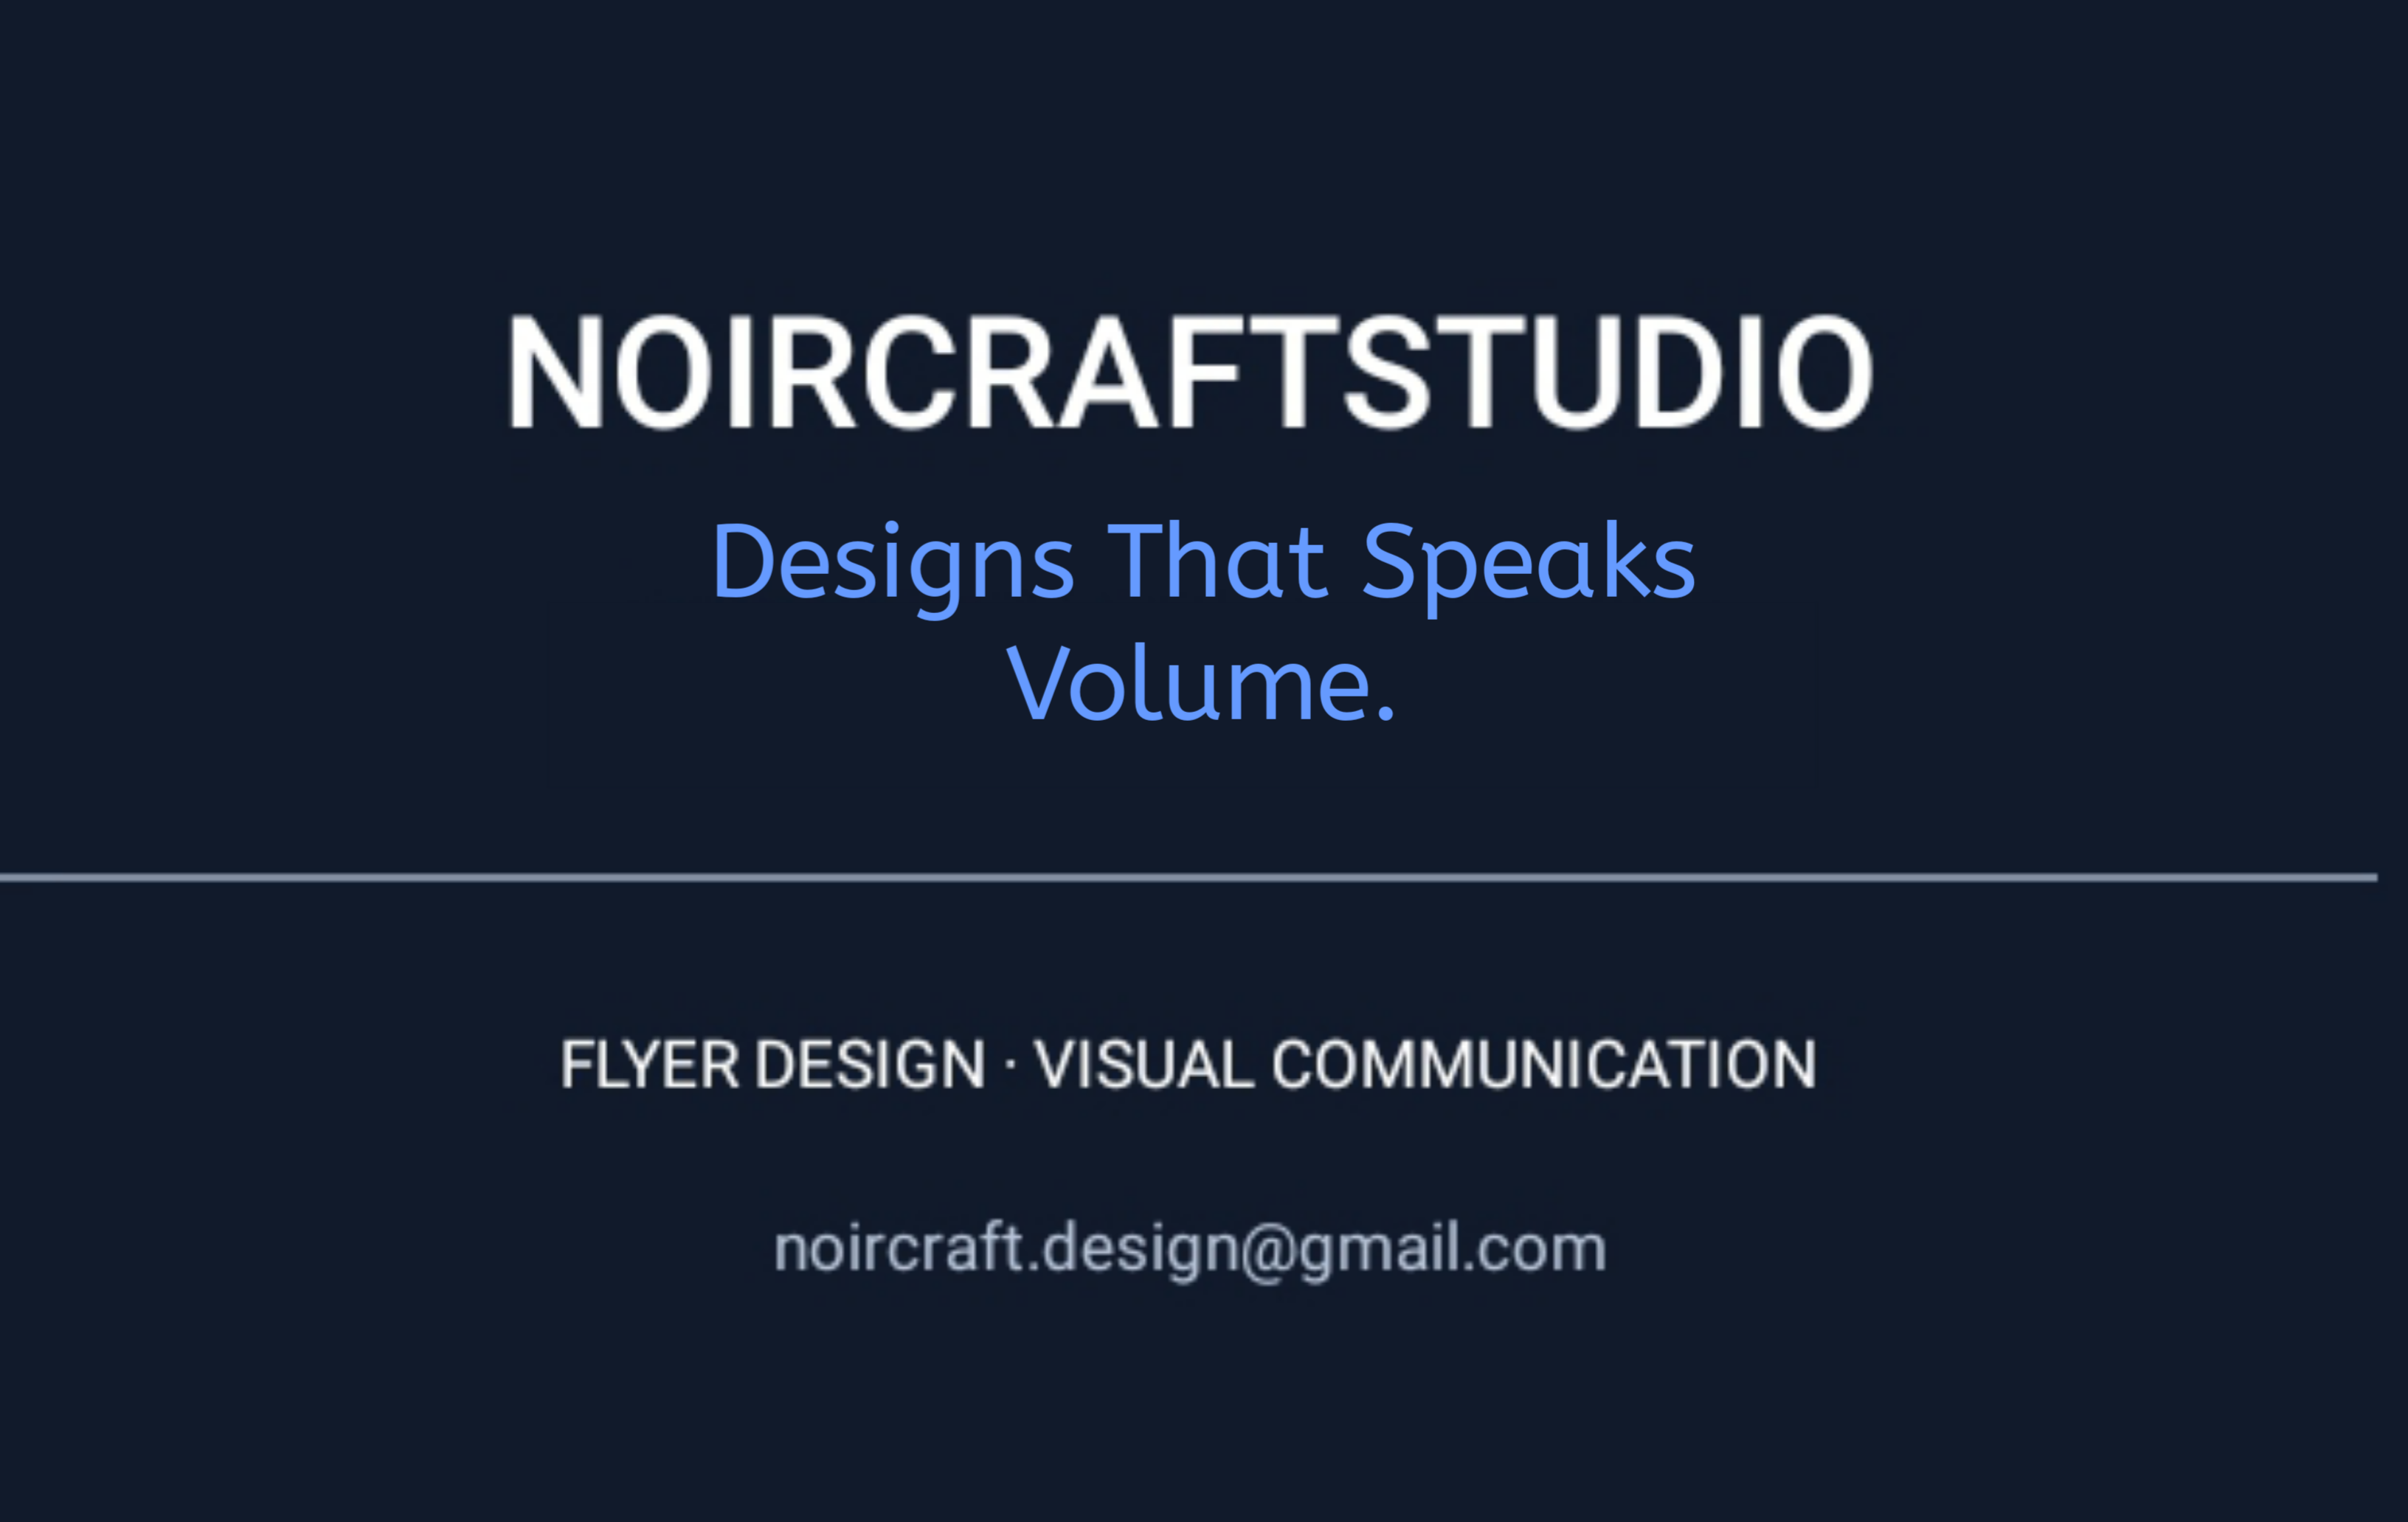 NOIRCRAFTSTUDIO
Designs That Speaks
Volume.
FLYER DESIGN · VISUAL COMMUNICATION
noircraft.design@gmail.com